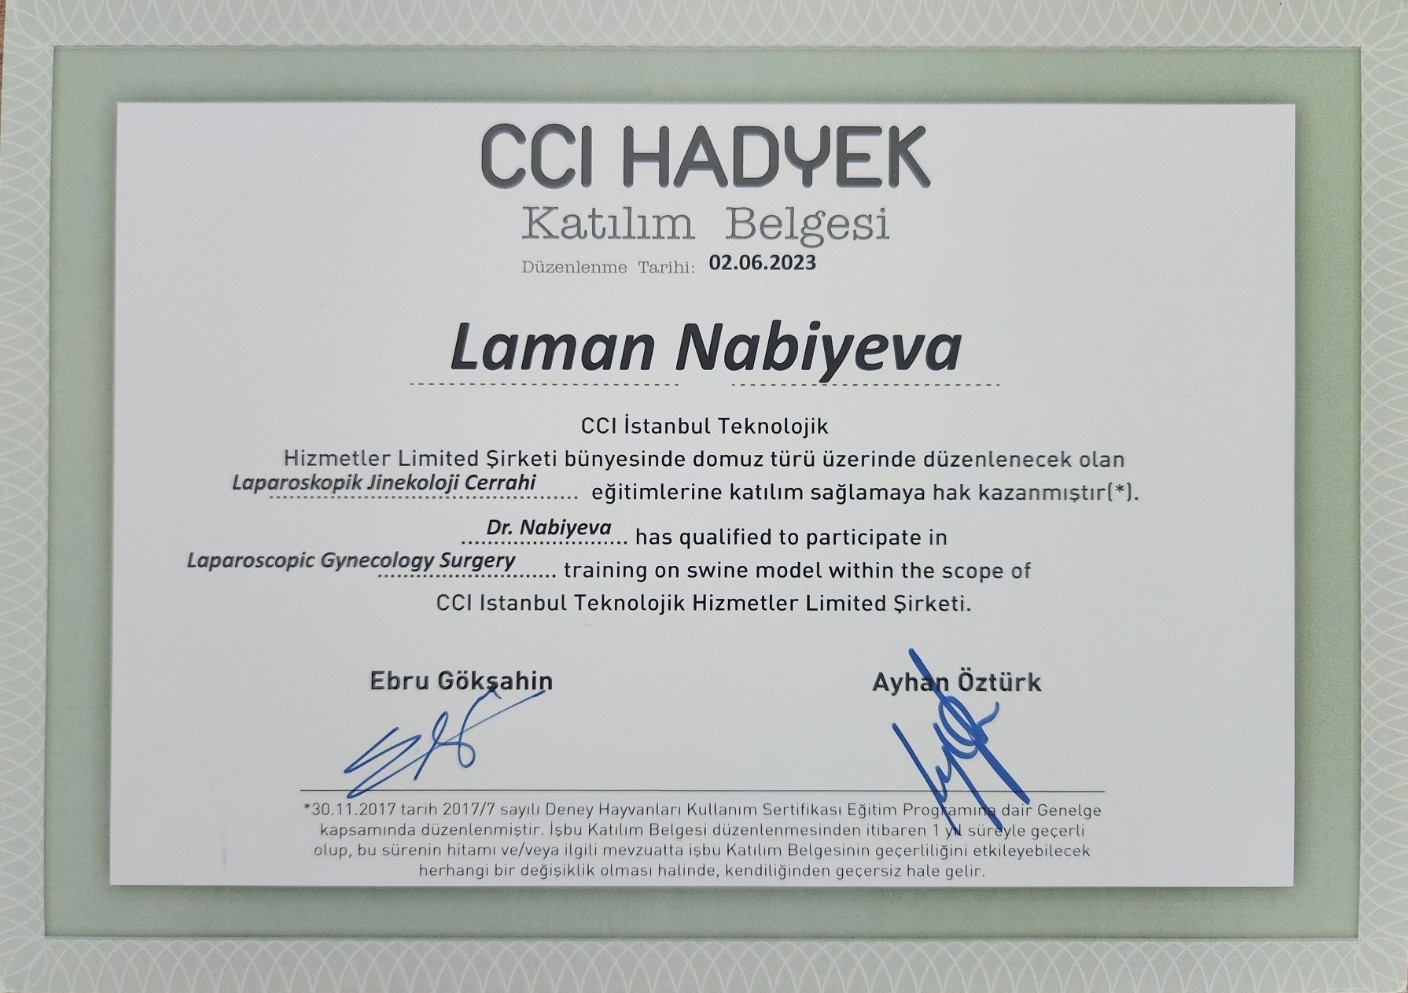 CCI HADYEK
Katılım Belgesi
Düzenlenme Tarihi: 02.06.2023
Laman Nabiyeva
CCI İstanbul Teknolojik
Hizmetler Limited Şirketi bünyesinde domuz türü üzerinde düzenlenecek olan
Laparoskopik Jinekoloji Cerrahi eğitimlerine katılım sağlamaya hak kazanmıştır(*).
Dr. Nabiyeva has qualified to participate in
Laparoscopic Gynecology Surgery training on swine model within the scope of
CCI Istanbul Teknolojik Hizmetler Limited Şirketi.
Ebru Gökşahin
Ayhan Öztürk
*30.11.2017 tarih 2017/7 sayılı Deney Hayvanları Kullanım Sertifikası Eğitim Programına dair Genelge
kapsamında düzenlenmiştir. İşbu Katılım Belgesi düzenlenmesinden itibaren 1 yıl süreyle geçerli
olup, bu sürenin hitamı ve/veya ilgili mevzuatta işbu Katılım Belgesinin geçerliliğini etkileyebilecek
herhangi bir değişiklik olması halinde, kendiliğinden geçersiz hale gelir.